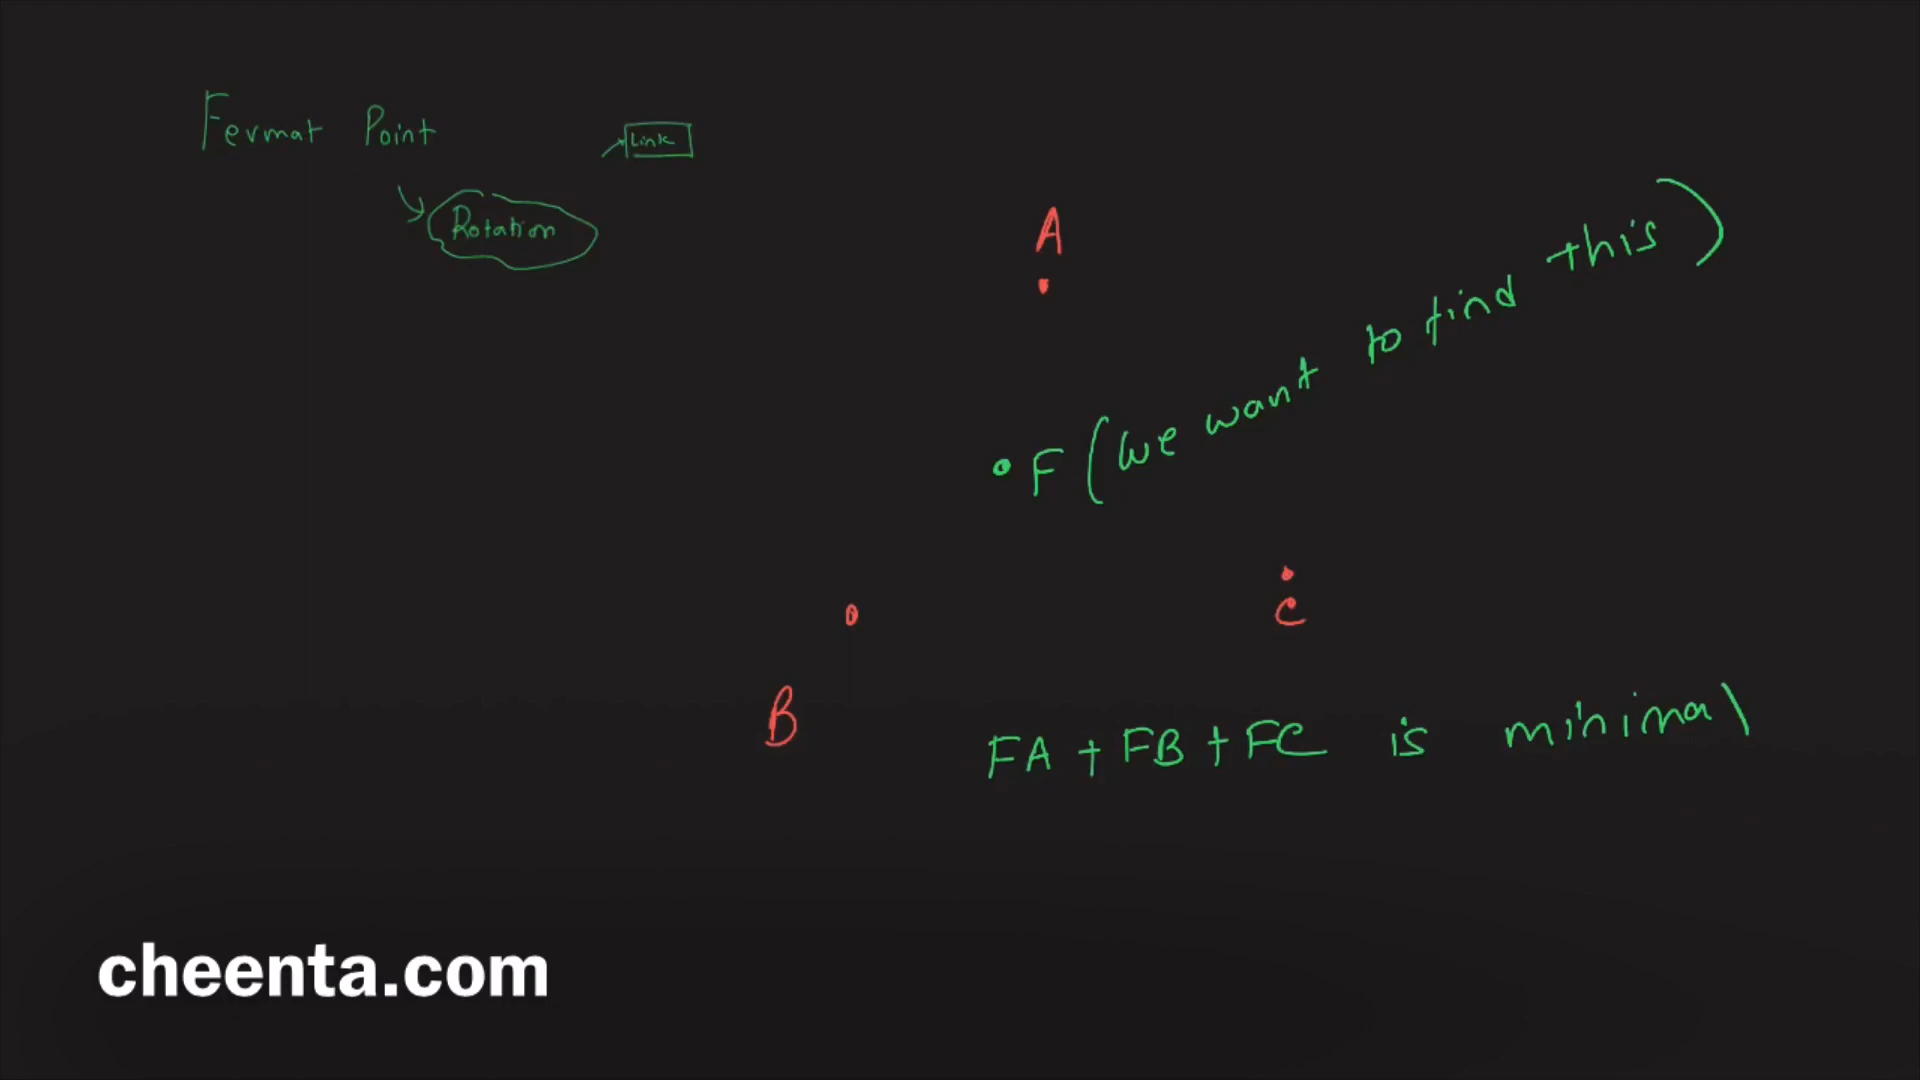 Fermat Point
Link
Rotation
A
F (we want to find this)
C
B
FA + FB + FC is minimal
cheenta.com